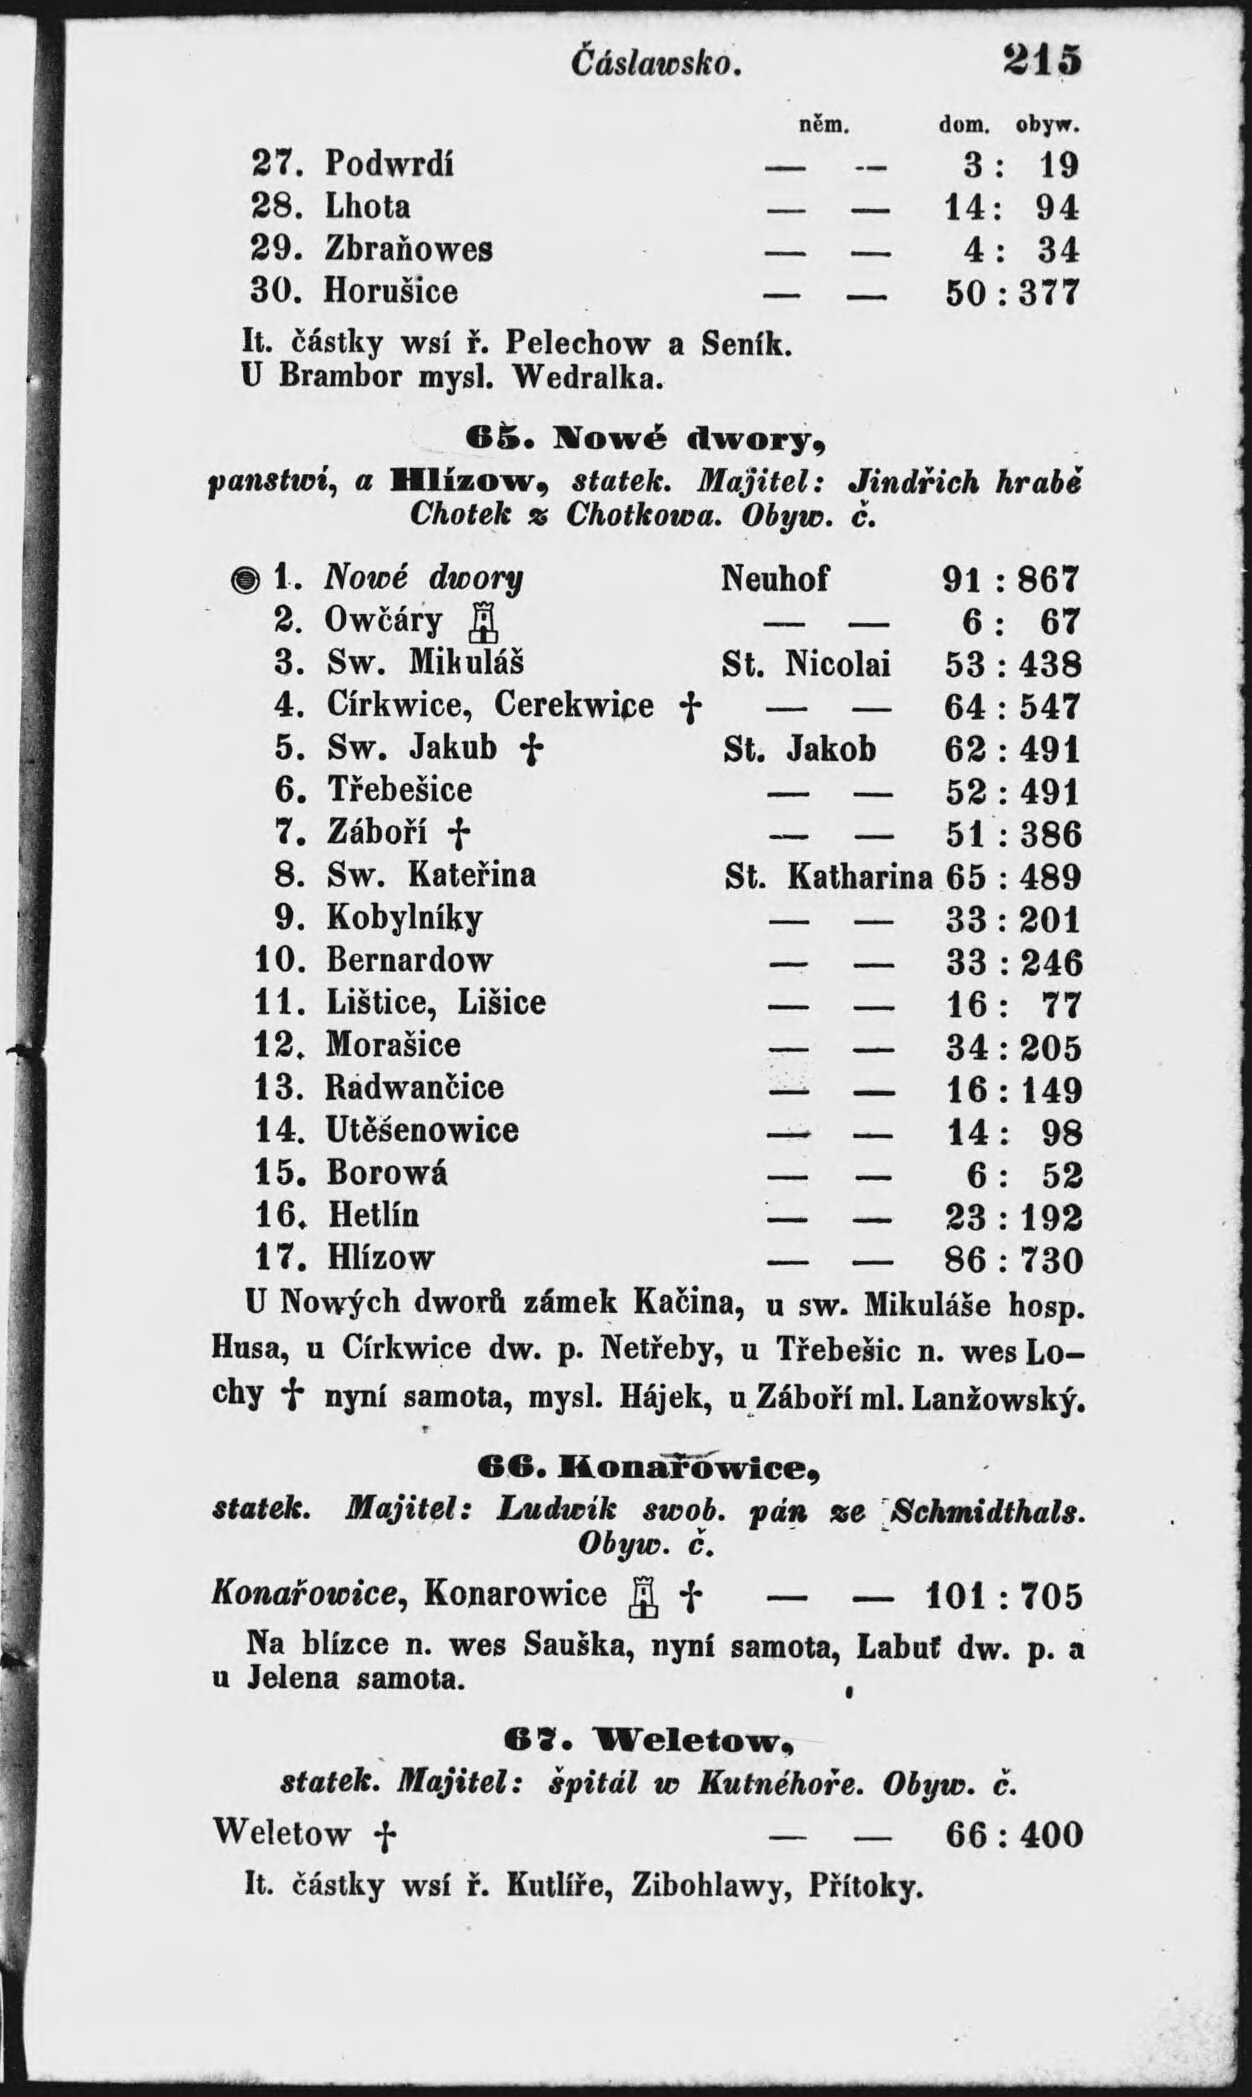 Čáslawsko. 215
něm. dom. obyw.
27. Podwrdí — — 3 : 19
28. Lhota — — 14 : 94
29. Zbraňowes — — 4 : 34
30. Horušice — — 50 : 377
It. částky wsí ř. Pelechow a Seník.
U Brambor mysl. Wedralka.
65. Nowé dwory,
panstwí, a Hlízow, statek. Majitel: Jindřich hrabě
Chotek z Chotkowa. Obyw. č.
1. Nowé dwory Neuhof 91 : 867
2. Owčáry — — 6 : 67
3. Sw. Mikuláš St. Nicolai 53 : 438
4. Církwice, Cerekwice † — — 64 : 547
5. Sw. Jakub † St. Jakob 62 : 491
6. Třebešice — — 52 : 491
7. Záboří † — — 51 : 386
8. Sw. Kateřina St. Katharina 65 : 489
9. Kobylníky — — 33 : 201
10. Bernardow — — 33 : 246
11. Lištice, Lišice — — 16 : 77
12. Morašice — — 34 : 205
13. Radwančice — — 16 : 149
14. Utěšenowice — — 14 : 98
15. Borowá — — 6 : 52
16. Hetlín — — 23 : 192
17. Hlízow — — 86 : 730
U Nowých dworů zámek Kačina, u sw. Mikuláše hosp.
Husa, u Církwice dw. p. Netřeby, u Třebešic n. wes Lo-
chy † nyní samota, mysl. Hájek, u Záboří ml. Lanžowský.
66. Konařowice,
statek. Majitel: Ludwík swob. pán ze Schmidthals.
Obyw. č.
Konařowice, Konarowice † — — 101 : 705
Na blízce n. wes Sauška, nyní samota, Labuť dw. p. a
u Jelena samota.
67. Weletow,
statek. Majitel: špitál w Kutnéhoře. Obyw. č.
Weletow † — — 66 : 400
It. částky wsí ř. Kutlíře, Zibohlawy, Přítoky.